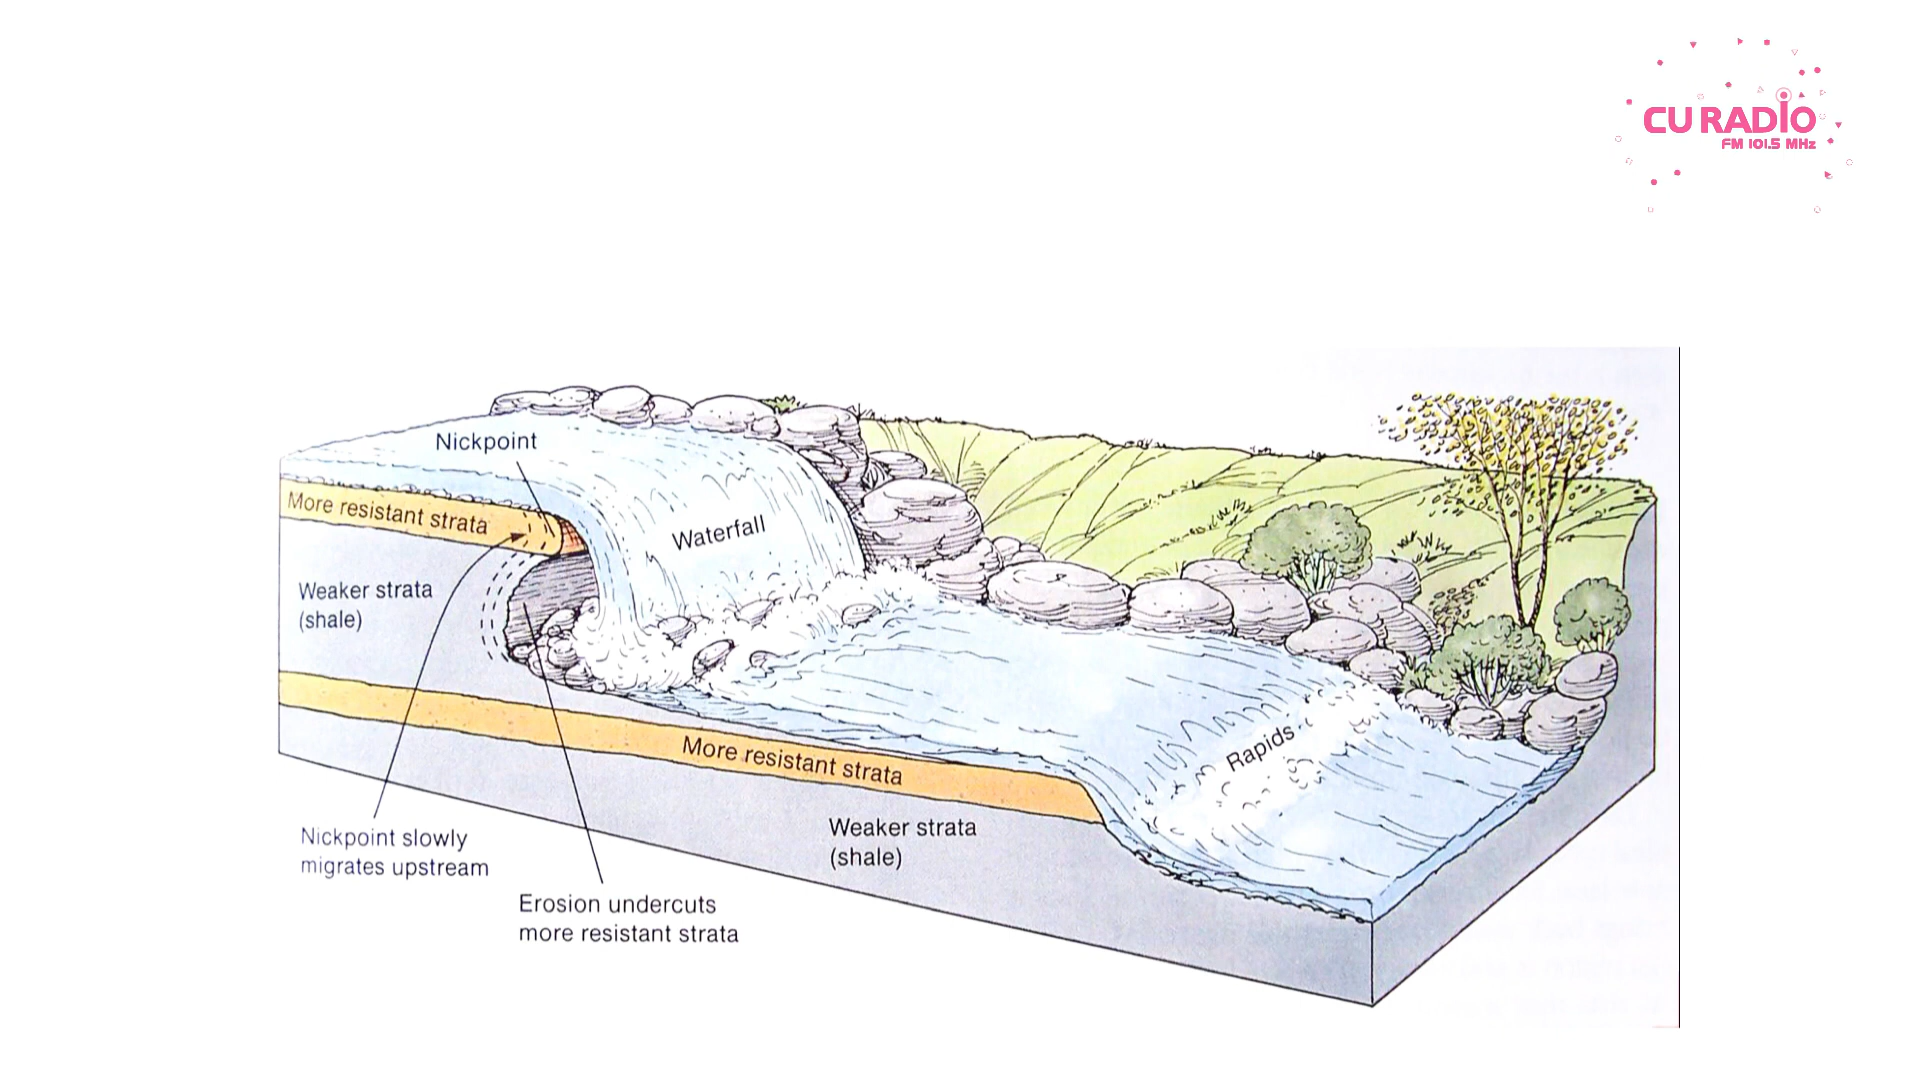 CU RADIO
FM 101.5 MHz
Nickpoint
More resistant strata
Waterfall
Weaker strata
(shale)
Rapids
More resistant strata
Weaker strata
(shale)
Nickpoint slowly
migrates upstream
Erosion undercuts
more resistant strata